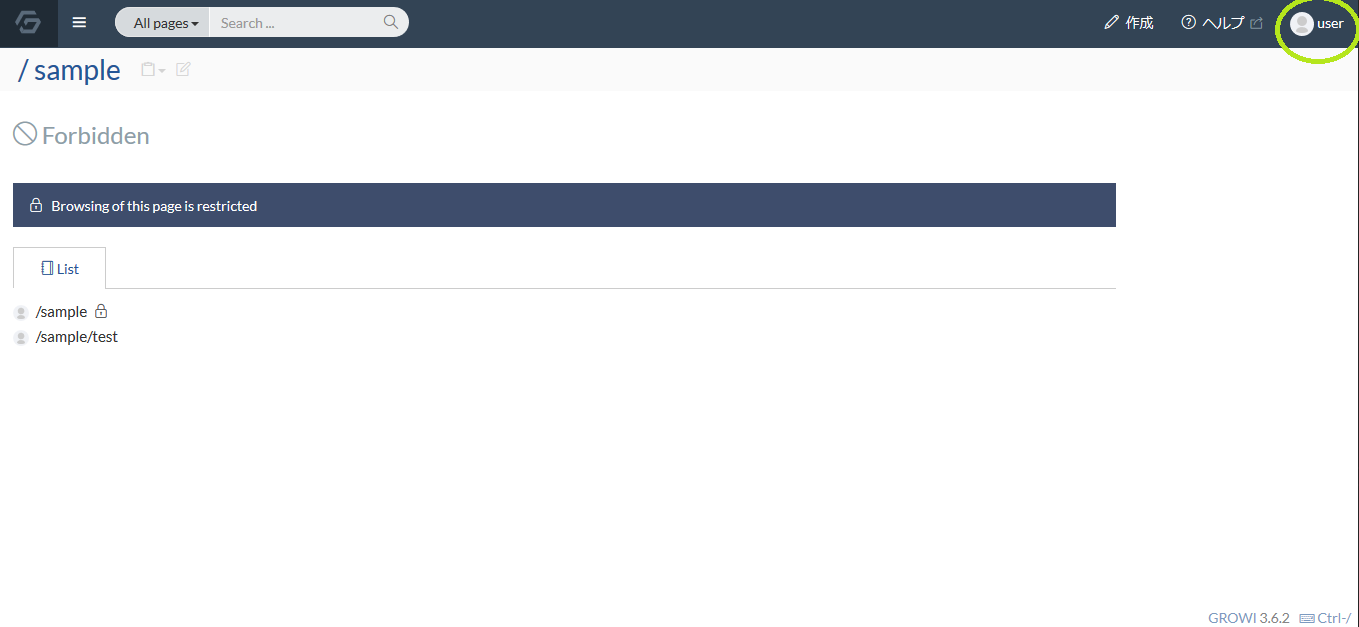 All pages Search ... 作成 ヘルプ user
/ sample
Forbidden
Browsing of this page is restricted
List
/sample
/sample/test
GROWI 3.6.2 Ctrl-/